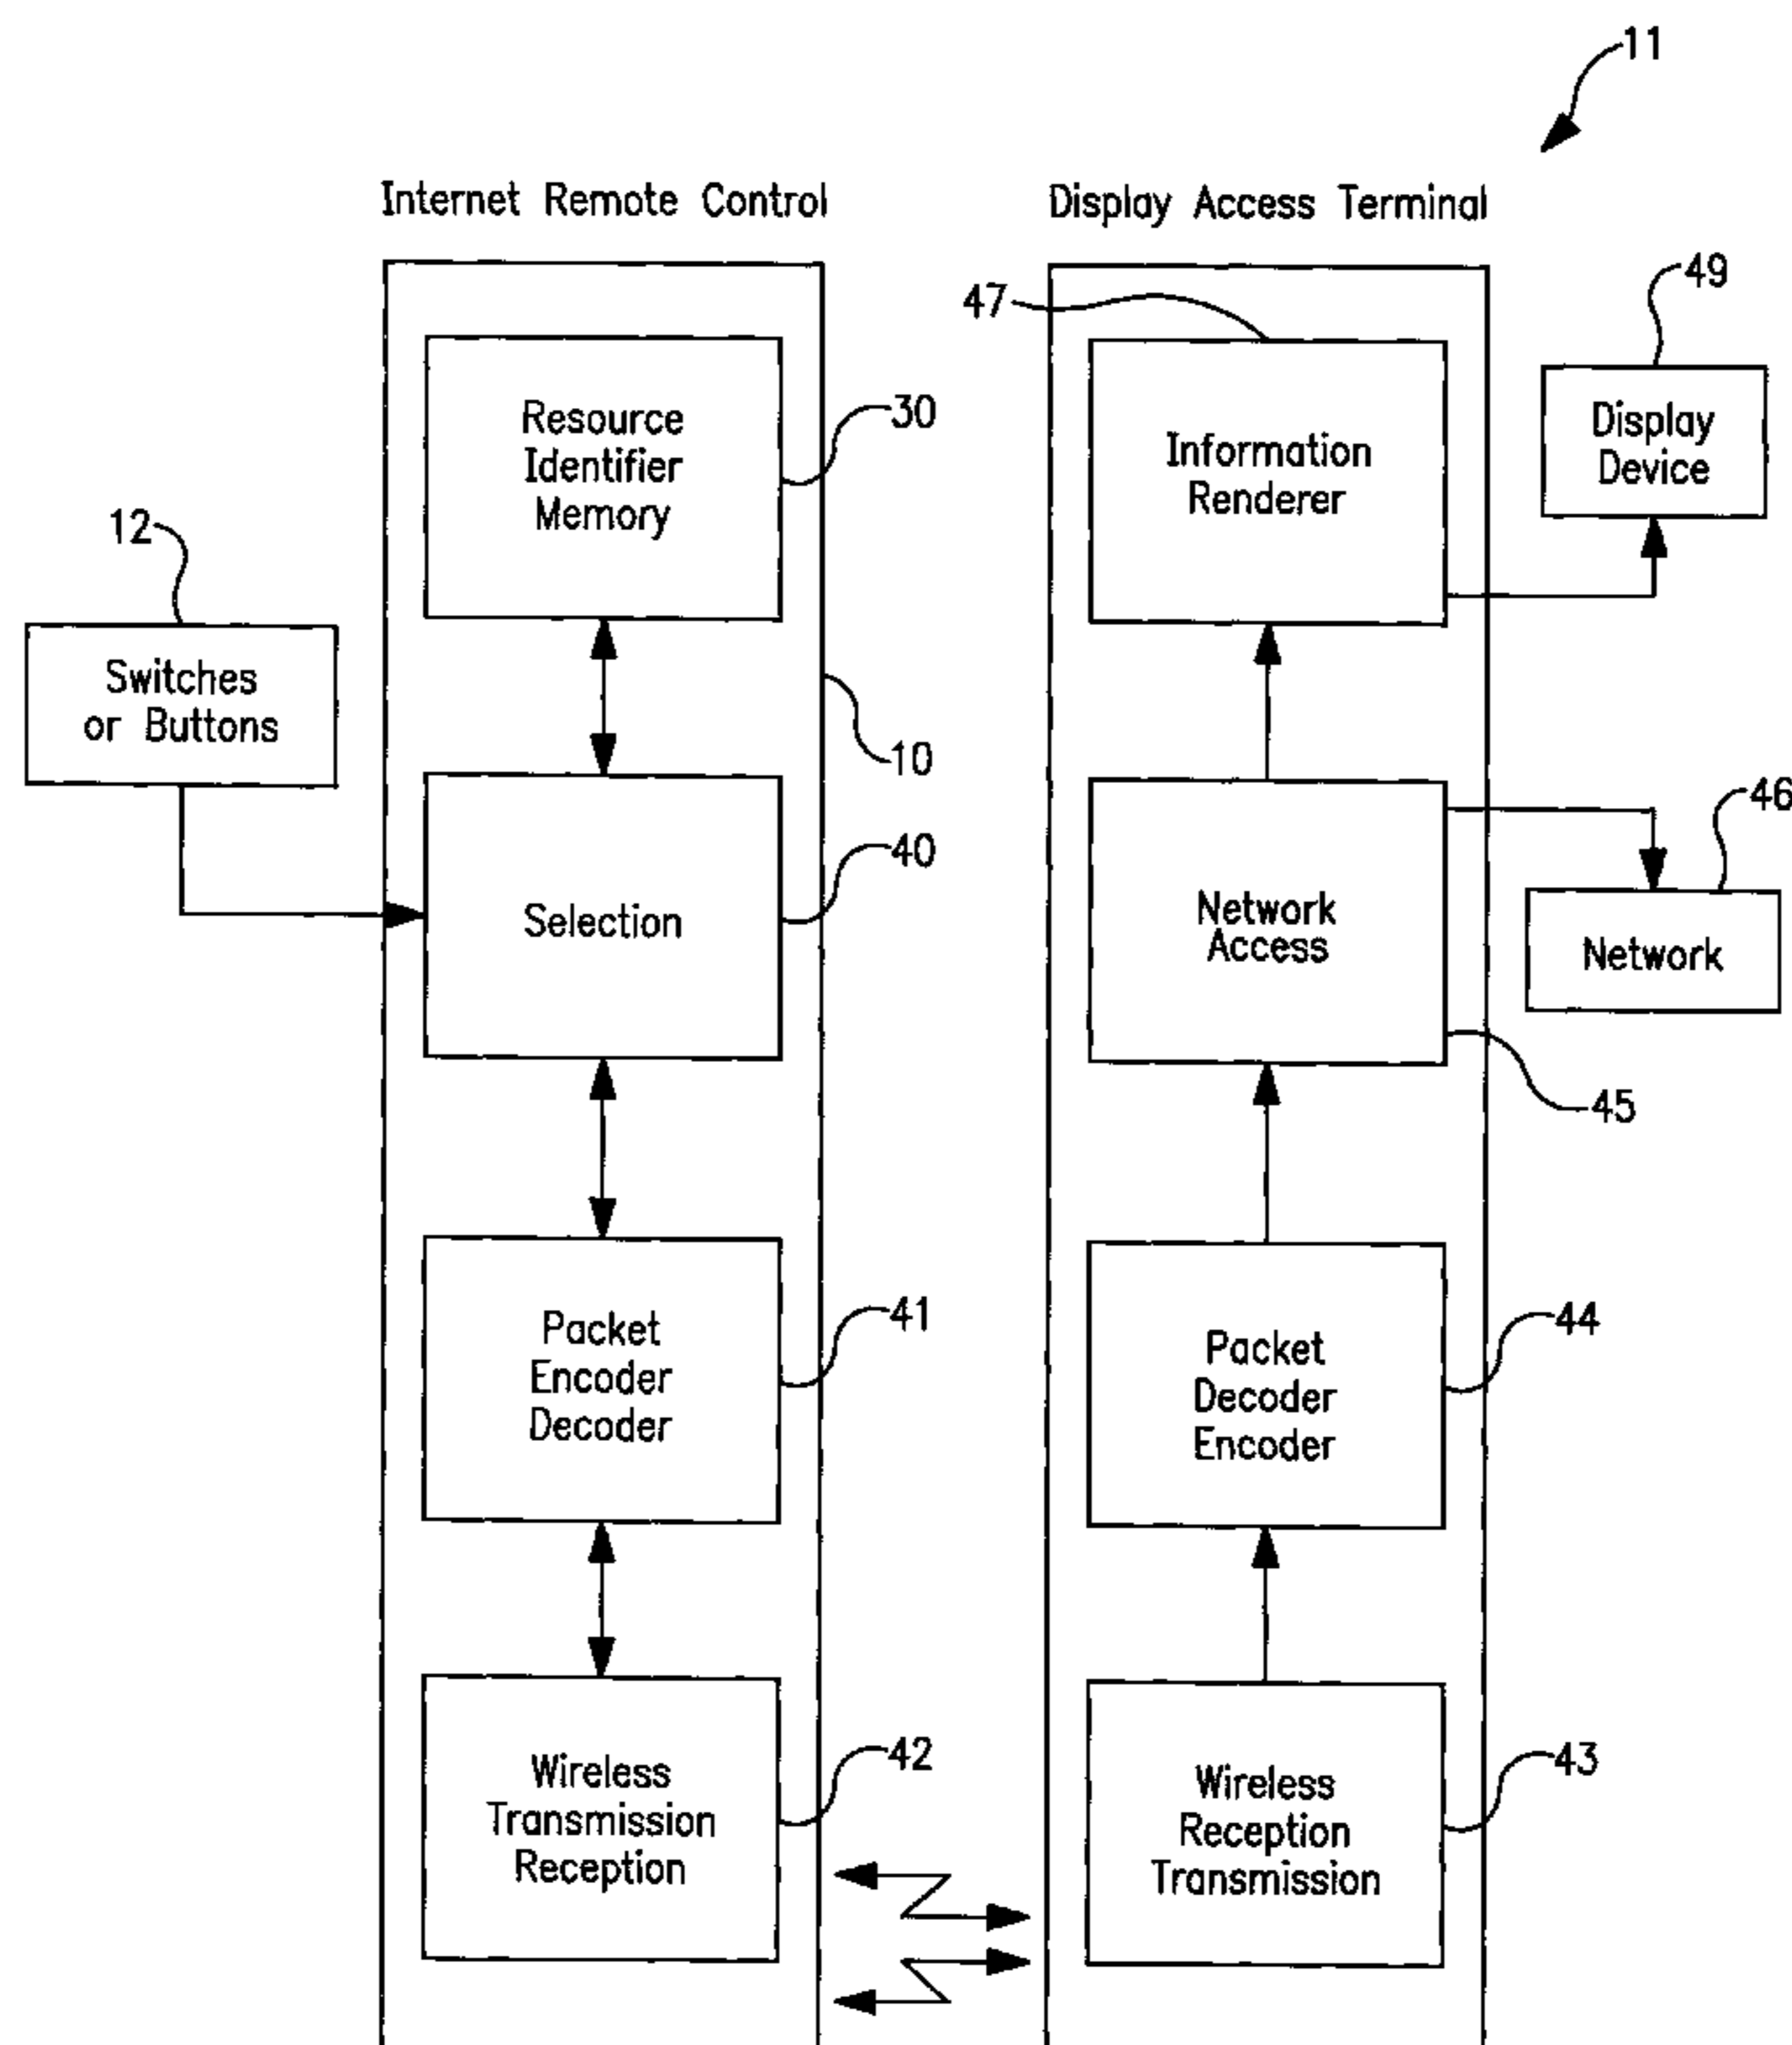 11
Internet Remote Control
Display Access Terminal
49
47
Display
Device
Resource
Identifier
Memory
30
Information
Renderer
12
Switches
or Buttons
10
46
40
Selection
Network
Access
Network
45
41
Packet
Encoder
Decoder
44
Packet
Decoder
Encoder
42
Wireless
Transmission
Reception
43
Wireless
Reception
Transmission